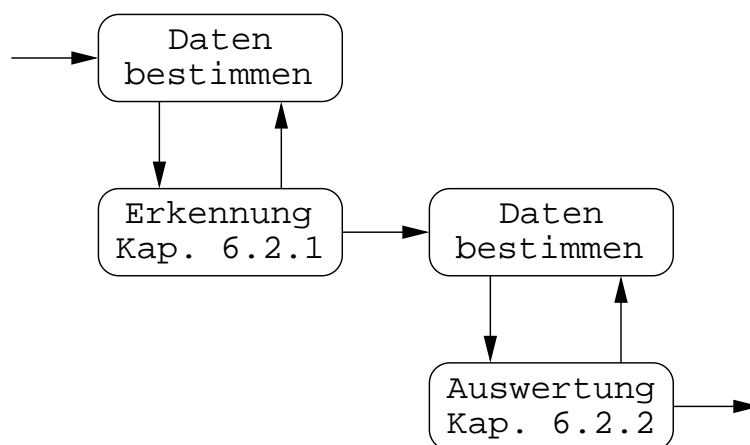 Daten
bestimmen
Erkennung
Kap. 6.2.1
Daten
bestimmen
Auswertung
Kap. 6.2.2